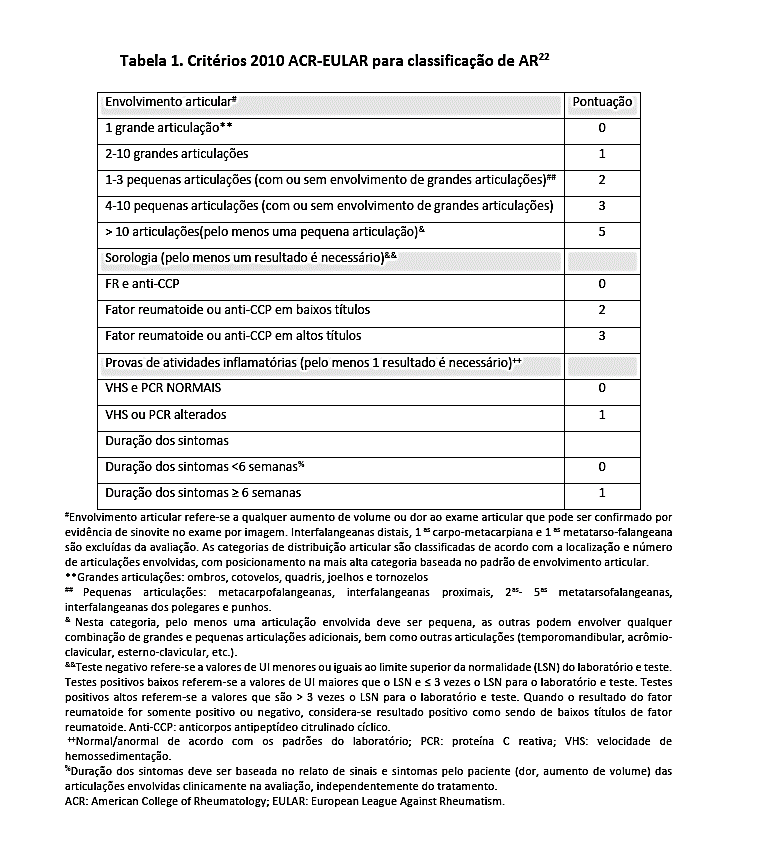 Tabela 1. Critérios 2010 ACR-EULAR para classificação de AR²²
Envolvimento articular# Pontuação
1 grande articulação** 0
2-10 grandes articulações 1
1-3 pequenas articulações (com ou sem envolvimento de grandes articulações)## 2
4-10 pequenas articulações (com ou sem envolvimento de grandes articulações) 3
> 10 articulações(pelo menos uma pequena articulação)& 5
Sorologia (pelo menos um resultado é necessário)&&
FR e anti-CCP 0
Fator reumatoide ou anti-CCP em baixos títulos 2
Fator reumatoide ou anti-CCP em altos títulos 3
Provas de atividades inflamatórias (pelo menos 1 resultado é necessário)++
VHS e PCR NORMAIS 0
VHS ou PCR alterados 1
Duração dos sintomas
Duração dos sintomas <6 semanas% 0
Duração dos sintomas ≥ 6 semanas 1
#Envolvimento articular refere-se a qualquer aumento de volume ou dor ao exame articular que pode ser confirmado por
evidência de sinovite no exame por imagem. Interfalangeanas distais, 1 as carpo-metacarpiana e 1 as metatarso-falangeana
são excluídas da avaliação. As categorias de distribuição articular são classificadas de acordo com a localização e número
de articulações envolvidas, com posicionamento na mais alta categoria baseada no padrão de envolvimento articular.
**Grandes articulações: ombros, cotovelos, quadris, joelhos e tornozelos
## Pequenas articulações: metacarpofalangeanas, interfalangeanas proximais, 2as- 5as metatarsofalangeanas,
interfalangeanas dos polegares e punhos.
& Nesta categoria, pelo menos uma articulação envolvida deve ser pequena, as outras podem envolver qualquer
combinação de grandes e pequenas articulações adicionais, bem como outras articulações (temporomandibular, acrômio-
clavicular, esterno-clavicular, etc.).
&&Teste negativo refere-se a valores de UI menores ou iguais ao limite superior da normalidade (LSN) do laboratório e teste.
Testes positivos baixos referem-se a valores de UI maiores que o LSN e ≤ 3 vezes o LSN para o laboratório e teste. Testes
positivos altos referem-se a valores que são > 3 vezes o LSN para o laboratório e teste. Quando o resultado do fator
reumatoide for somente positivo ou negativo, considera-se resultado positivo como sendo de baixos títulos de fator
reumatoide. Anti-CCP: anticorpos antipeptídeo citrulinado cíclico.
++Normal/anormal de acordo com os padrões do laboratório; PCR: proteína C reativa; VHS: velocidade de
hemossedimentação.
%Duração dos sintomas deve ser baseada no relato de sinais e sintomas pelo paciente (dor, aumento de volume) das
articulações envolvidas clinicamente na avaliação, independentemente do tratamento.
ACR: American College of Rheumatology; EULAR: European League Against Rheumatism.